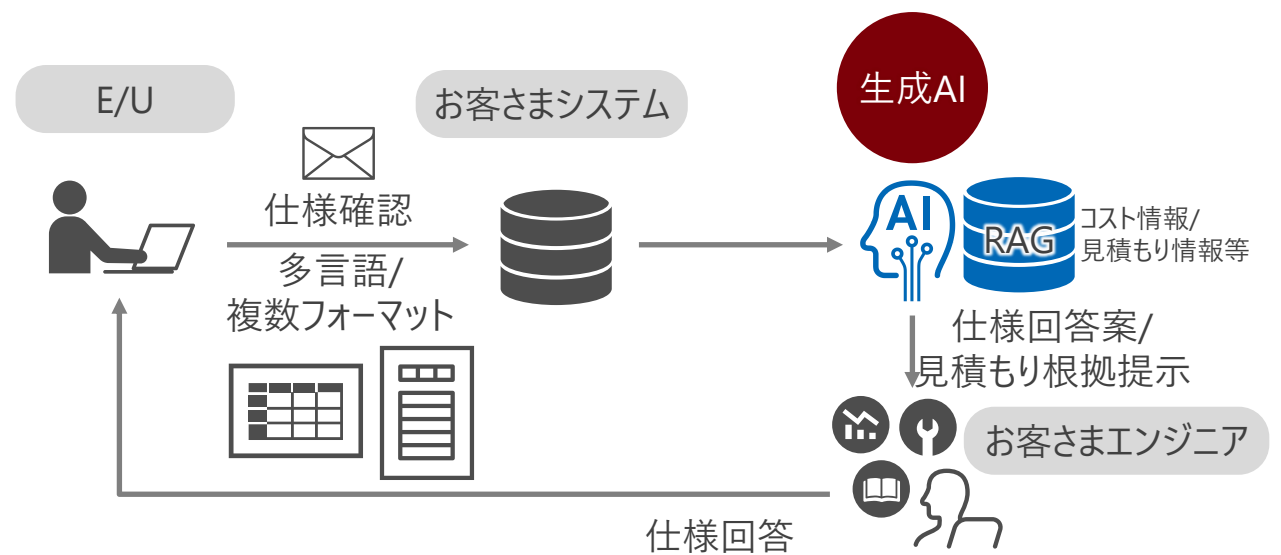 E/U
お客さまシステム
生成AI
仕様確認
多言語/
複数フォーマット
AI
RAG
コスト情報/
見積もり情報等
仕様回答案/
見積もり根拠提示
お客さまエンジニア
仕様回答